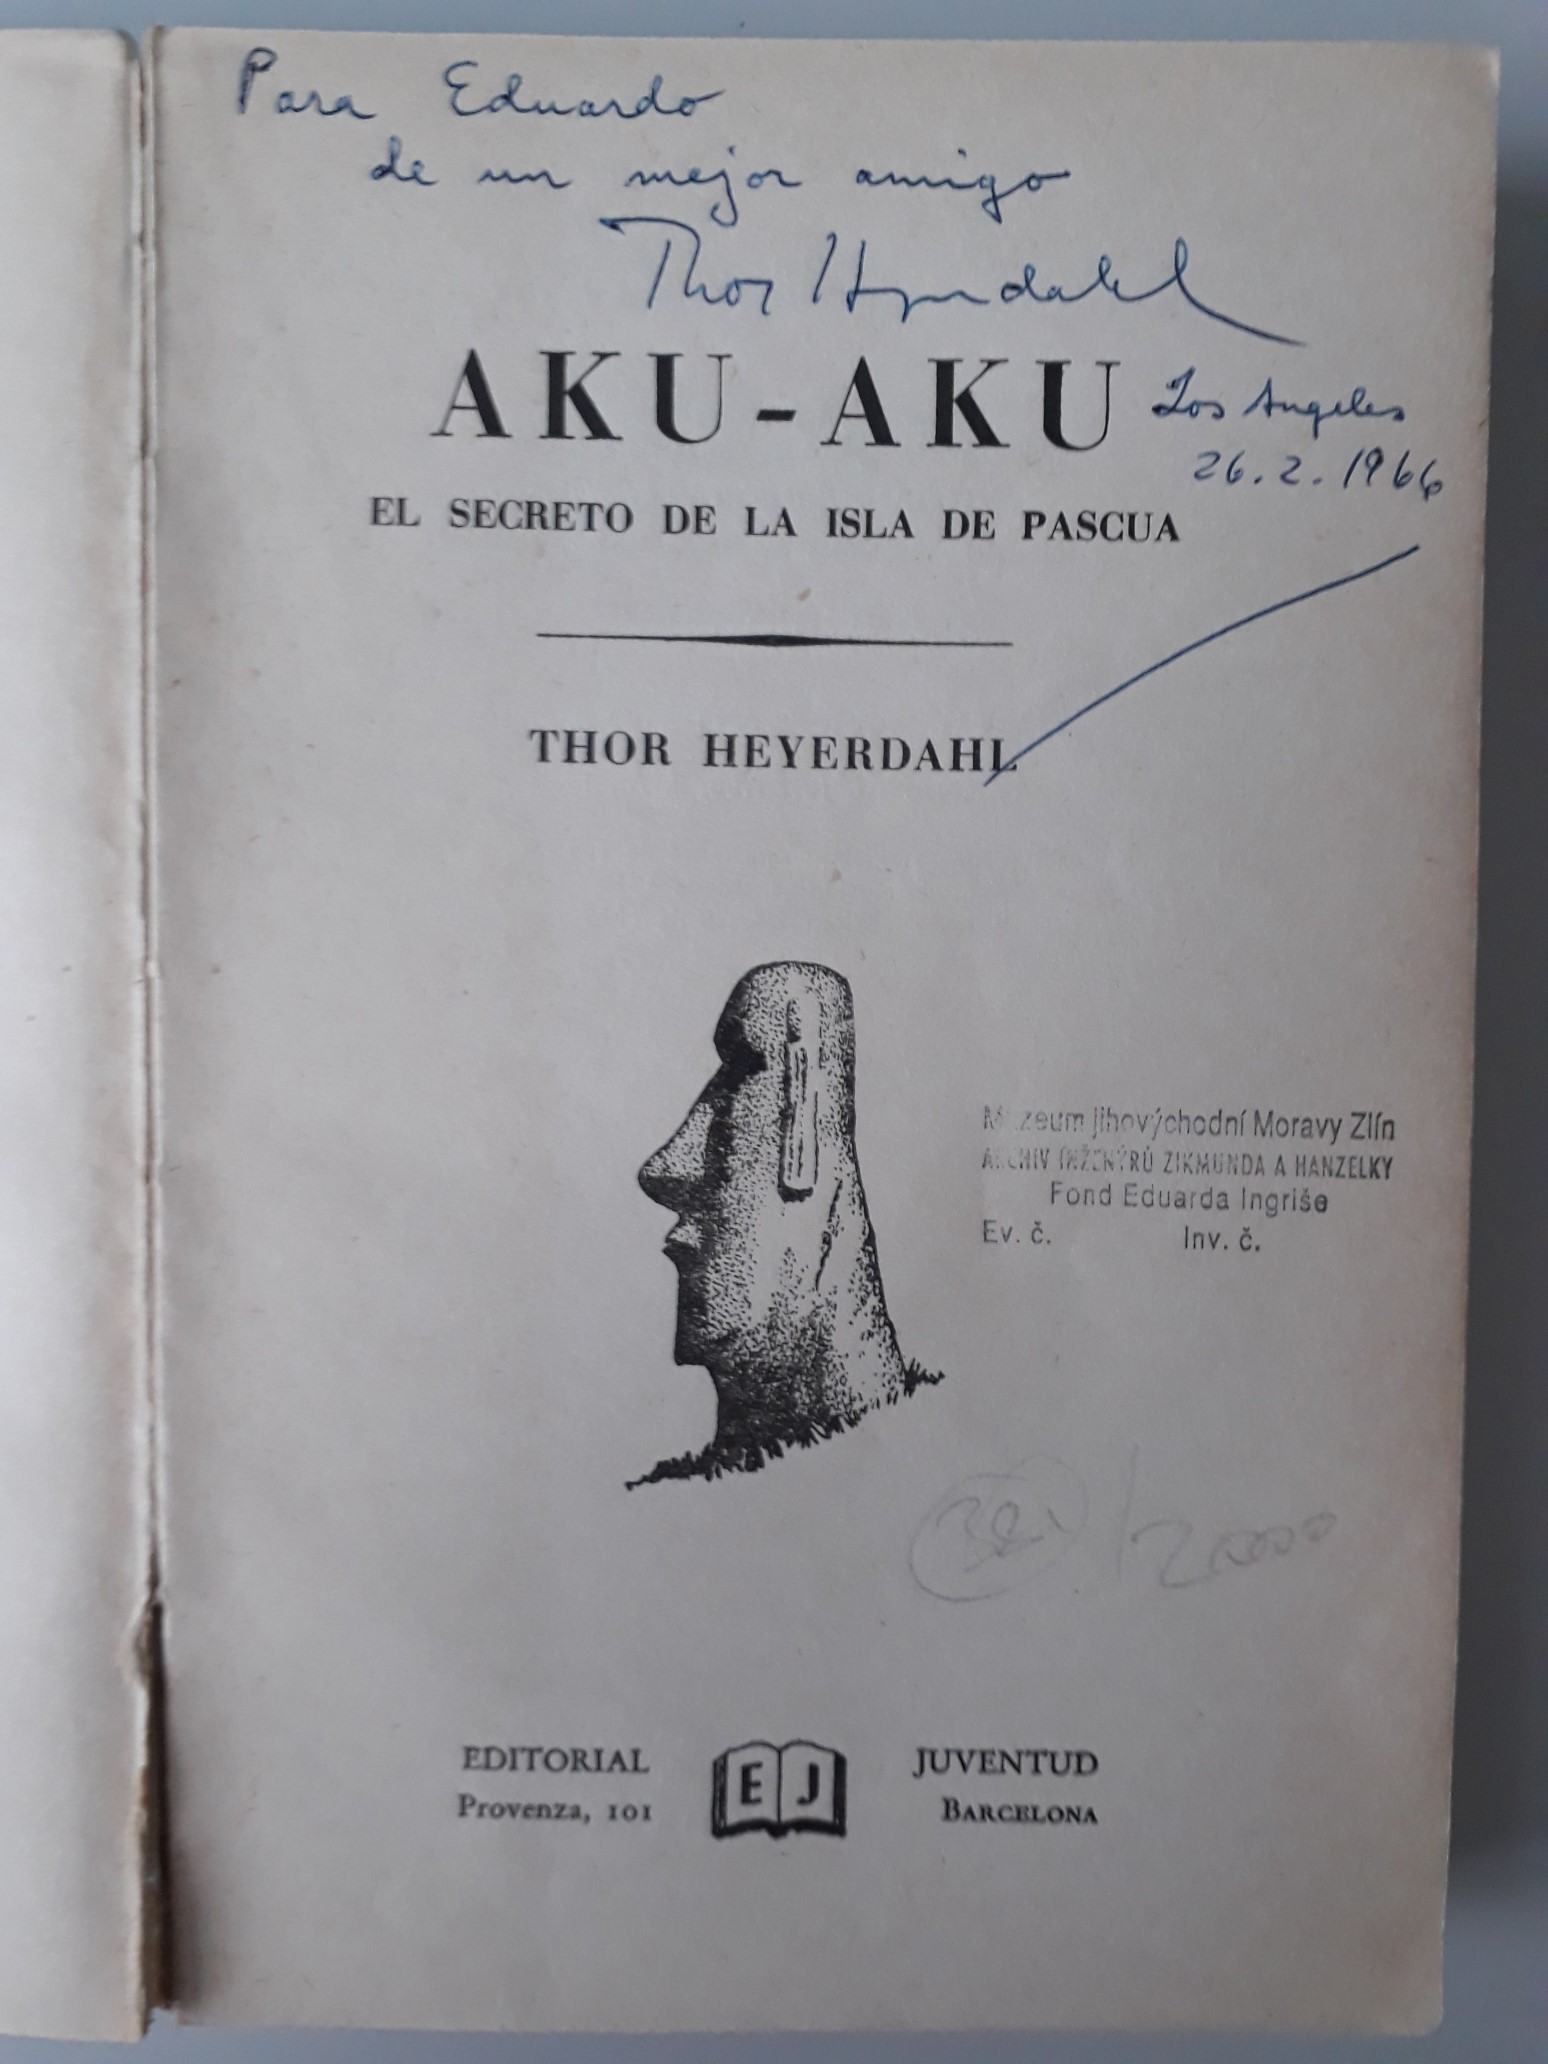 Para Eduardo
de un mejor amigo
Thor Heyerdahl
AKU-AKU
Los Angeles
26.2.1966
EL SECRETO DE LA ISLA DE PASCUA
THOR HEYERDAHL
Muzeum jihovýchodní Moravy Zlín
ARCHIV INŽENÝRŮ ZIKMUNDA A HANZELKY
Fond Eduarda Ingriše
Ev. č. Inv. č.
EDITORIAL JUVENTUD
E J
Provenza, 101 BARCELONA